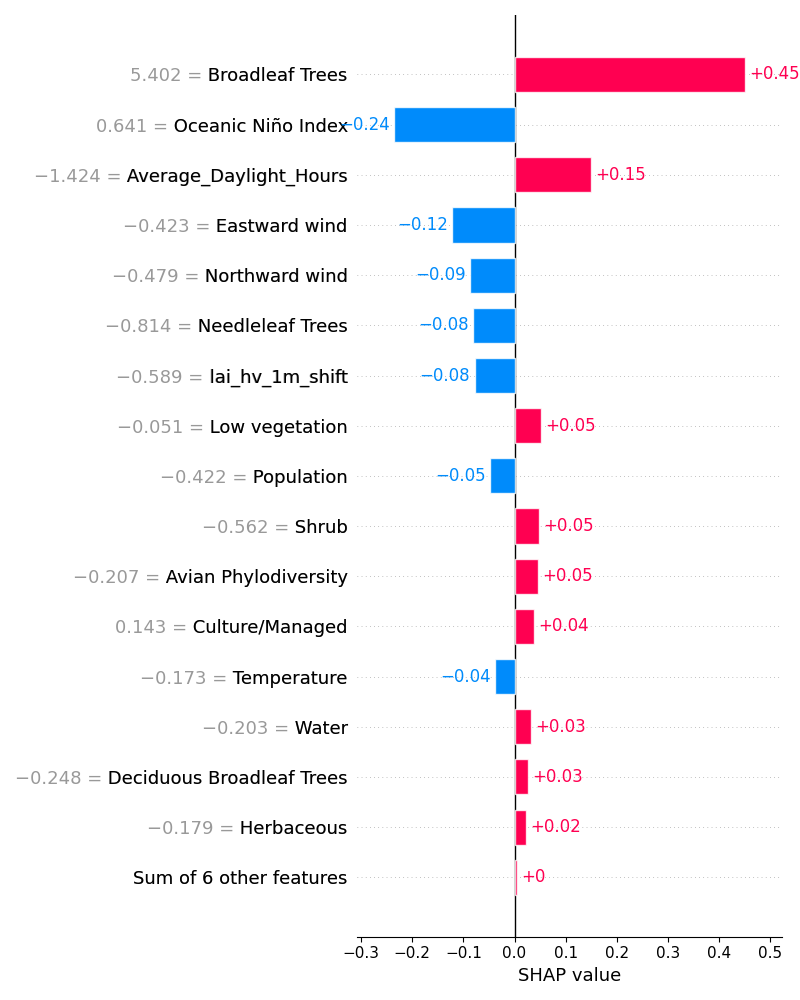 5.402 = Broadleaf Trees +0.45
0.641 = Oceanic Niño Index −0.24
−1.424 = Average_Daylight_Hours +0.15
−0.423 = Eastward wind −0.12
−0.479 = Northward wind −0.09
−0.814 = Needleleaf Trees −0.08
−0.589 = lai_hv_1m_shift −0.08
−0.051 = Low vegetation +0.05
−0.422 = Population −0.05
−0.562 = Shrub +0.05
−0.207 = Avian Phylodiversity +0.05
0.143 = Culture/Managed +0.04
−0.173 = Temperature −0.04
−0.203 = Water +0.03
−0.248 = Deciduous Broadleaf Trees +0.03
−0.179 = Herbaceous +0.02
Sum of 6 other features +0
−0.3 −0.2 −0.1 0.0 0.1 0.2 0.3 0.4 0.5
SHAP value